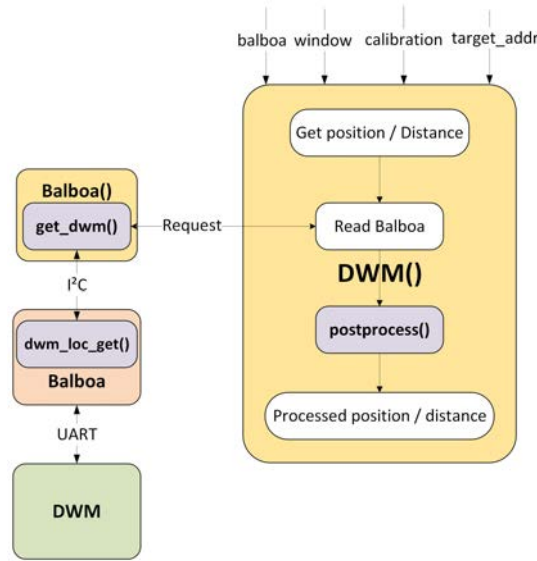 balboa window calibration target_addr
Get position / Distance
Balboa()
get_dwm()
Request
Read Balboa
DWM()
I²C
postprocess()
dwm_loc_get()
Balboa
Processed position / distance
UART
DWM